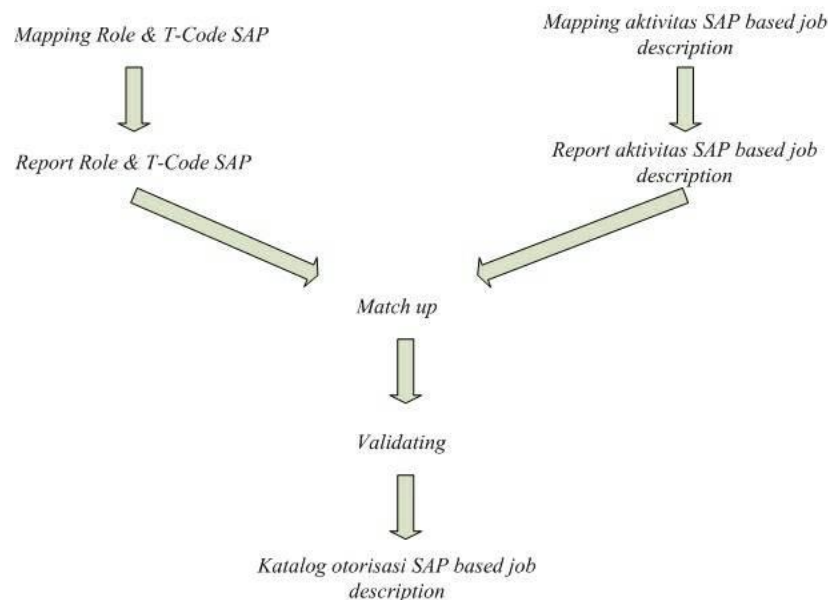 Mapping Role & T-Code SAP
Mapping aktivitas SAP based job
description
Report Role & T-Code SAP
Report aktivitas SAP based job
description
Match up
Validating
Katalog otorisasi SAP based job
description